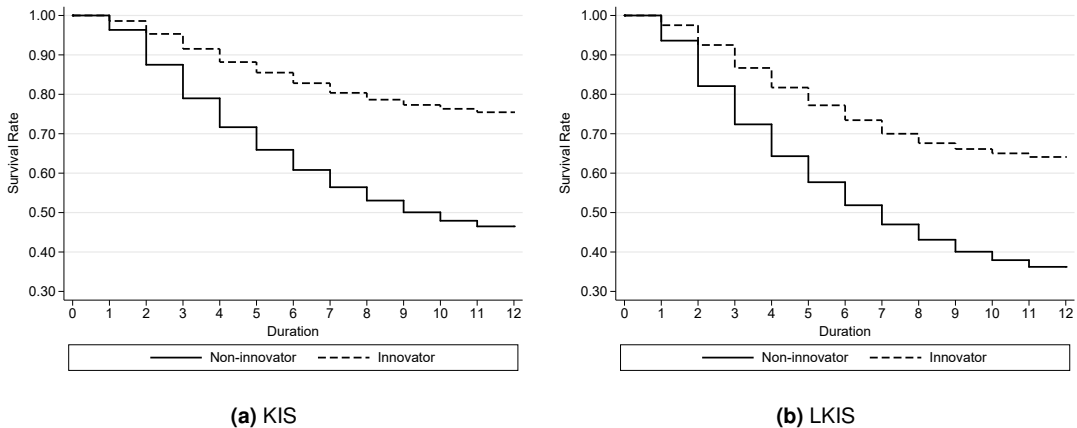 1.00
0.90
0.80
0.70
0.60
0.50
0.40
0.30
Survival Rate
0 1 2 3 4 5 6 7 8 9 10 11 12
Duration
Non-innovator Innovator
(a) KIS
1.00
0.90
0.80
0.70
0.60
0.50
0.40
0.30
Survival Rate
0 1 2 3 4 5 6 7 8 9 10 11 12
Duration
Non-innovator Innovator
(b) LKIS